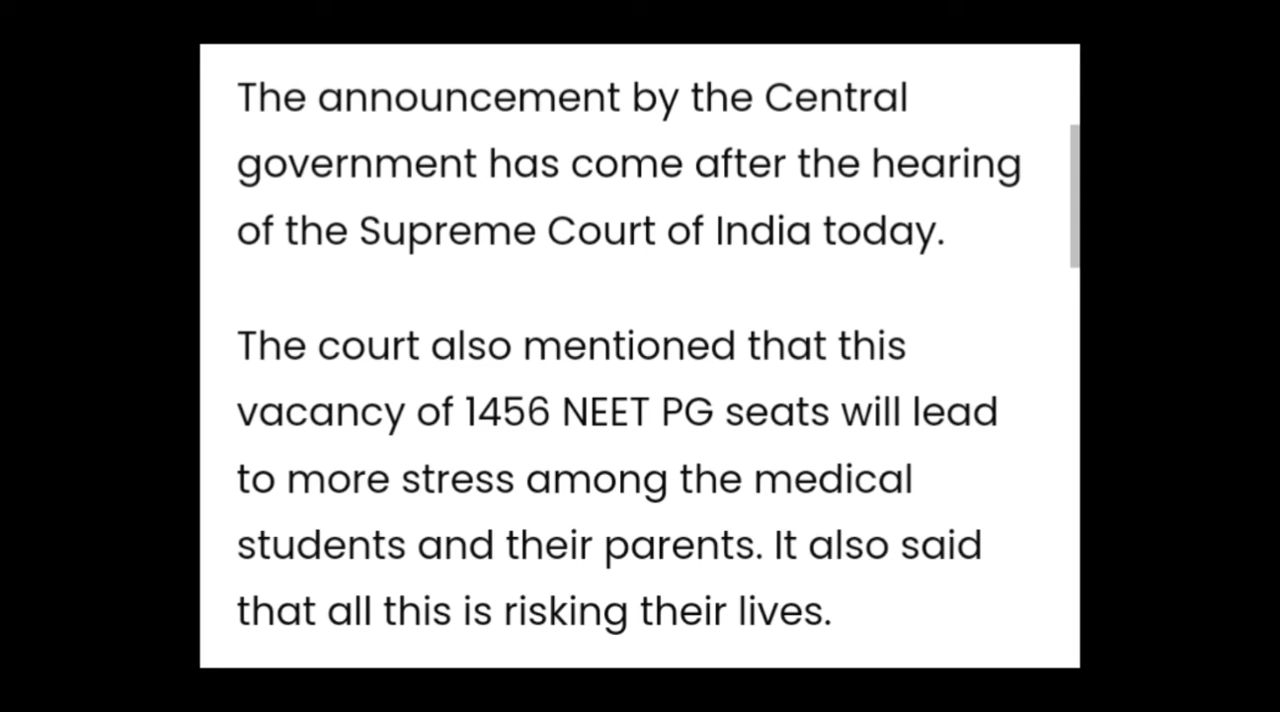 The announcement by the Central
government has come after the hearing
of the Supreme Court of India today.
The court also mentioned that this
vacancy of 1456 NEET PG seats will lead
to more stress among the medical
students and their parents. It also said
that all this is risking their lives.